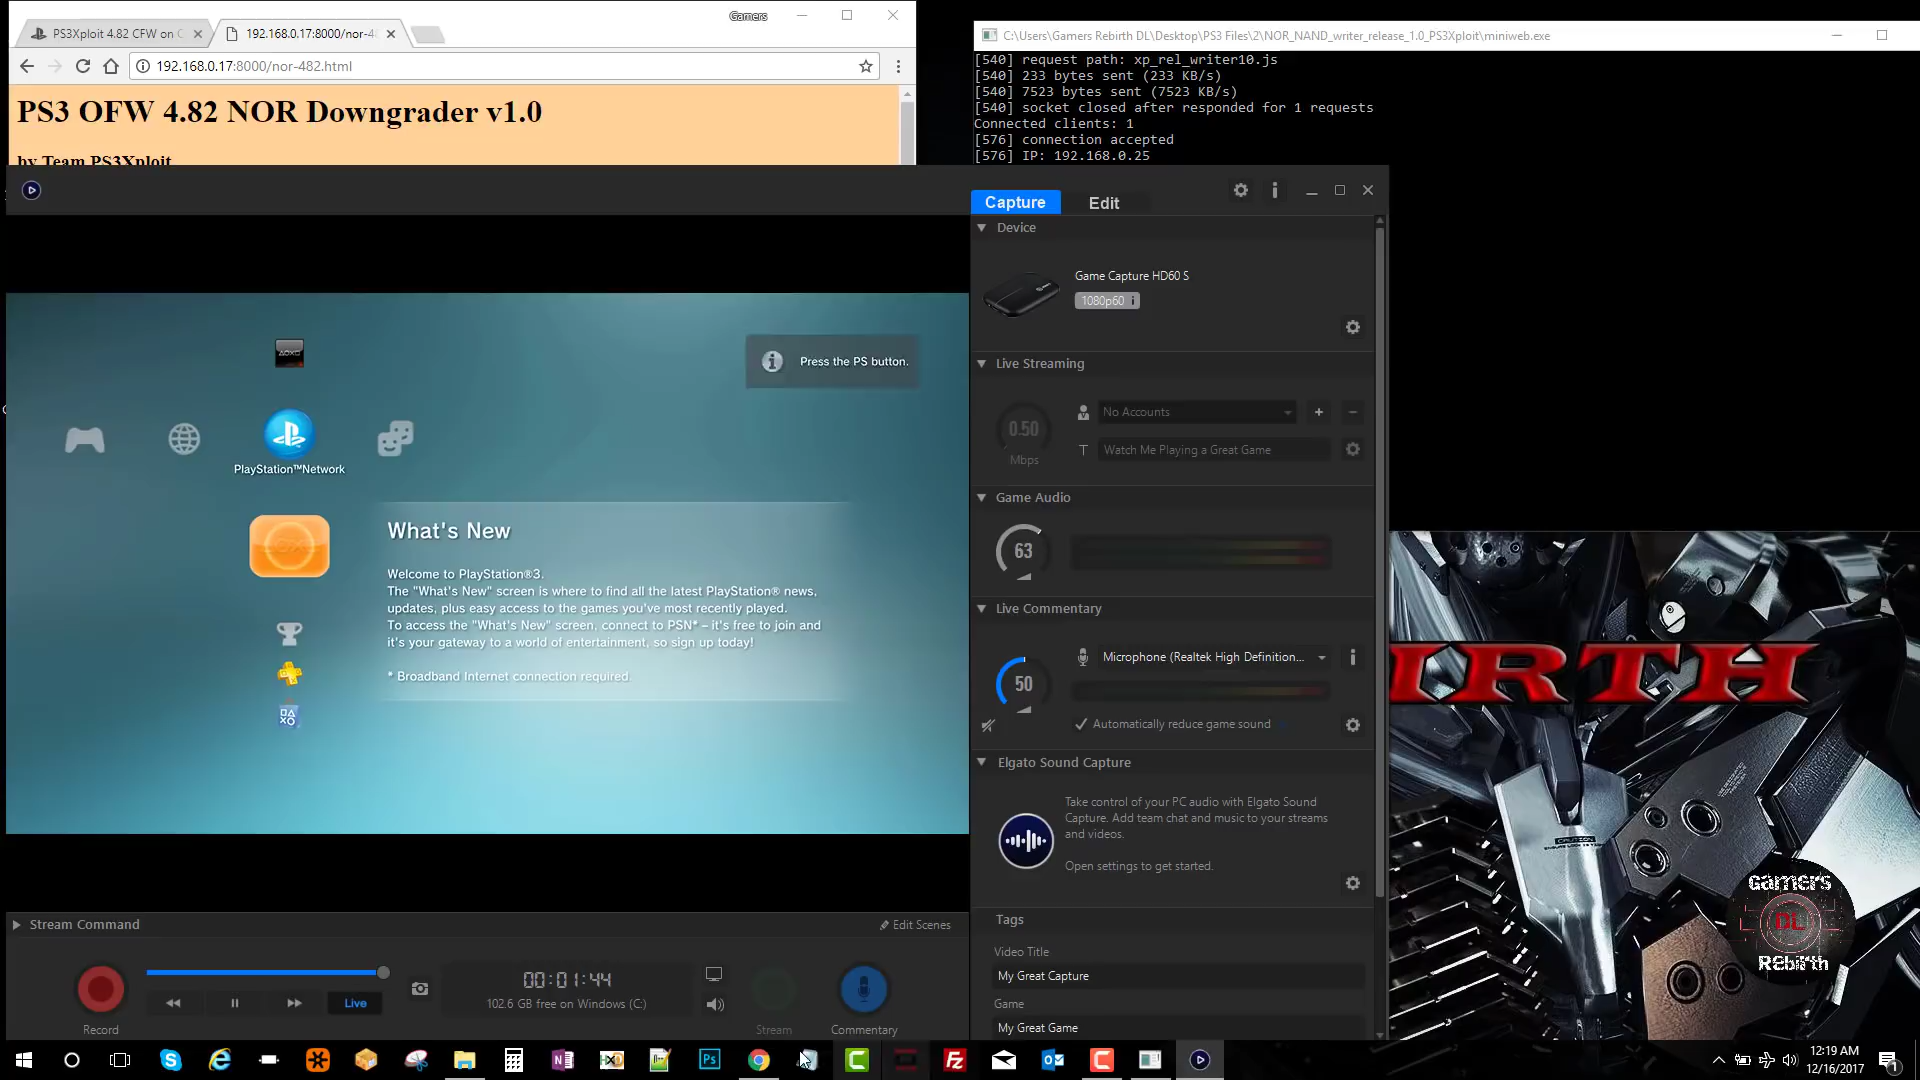 PS3Xploit 4.82 CFW on
192.168.0.17:8000/nor-4
Gamers
192.168.0.17:8000/nor-482.html
PS3 OFW 4.82 NOR Downgrader v1.0
by Team PS3Xploit
C:\Users\Gamers Rebirth DL\Desktop\PS3 Files\2\NOR_NAND_writer_release_1.0_PS3Xploit\miniweb.exe
[540] request path: xp_rel_writer10.js
[540] 233 bytes sent (233 KB/s)
[540] 7523 bytes sent (7523 KB/s)
[540] socket closed after responded for 1 requests
Connected clients: 1
[576] connection accepted
[576] IP: 192.168.0.25
Capture
Edit
Device
Game Capture HD60 S
1080p60 i
Live Streaming
No Accounts
0.50
Mbps
Watch Me Playing a Great Game
Game Audio
63
Live Commentary
Microphone (Realtek High Definition...
50
Automatically reduce game sound
Elgato Sound Capture
Take control of your PC audio with Elgato Sound
Capture. Add team chat and music to your streams
and videos.
Open settings to get started.
Tags
Video Title
My Great Capture
Game
My Great Game
Press the PS button.
PlayStation™Network
What's New
Welcome to PlayStation®3.
The "What's New" screen is where to find all the latest PlayStation® news,
updates, plus easy access to the games you've most recently played.
To access the "What's New" screen, connect to PSN* – it's free to join and
it's your gateway to a world of entertainment, so sign up today!
* Broadband Internet connection required.
Stream Command
Edit Scenes
Live
00:01:44
102.6 GB free on Windows (C:)
Record
Stream
Commentary
IRTH
CAUTION
Gamers
DL
REbirth
Ps
Fz
12:19 AM
12/16/2017
1